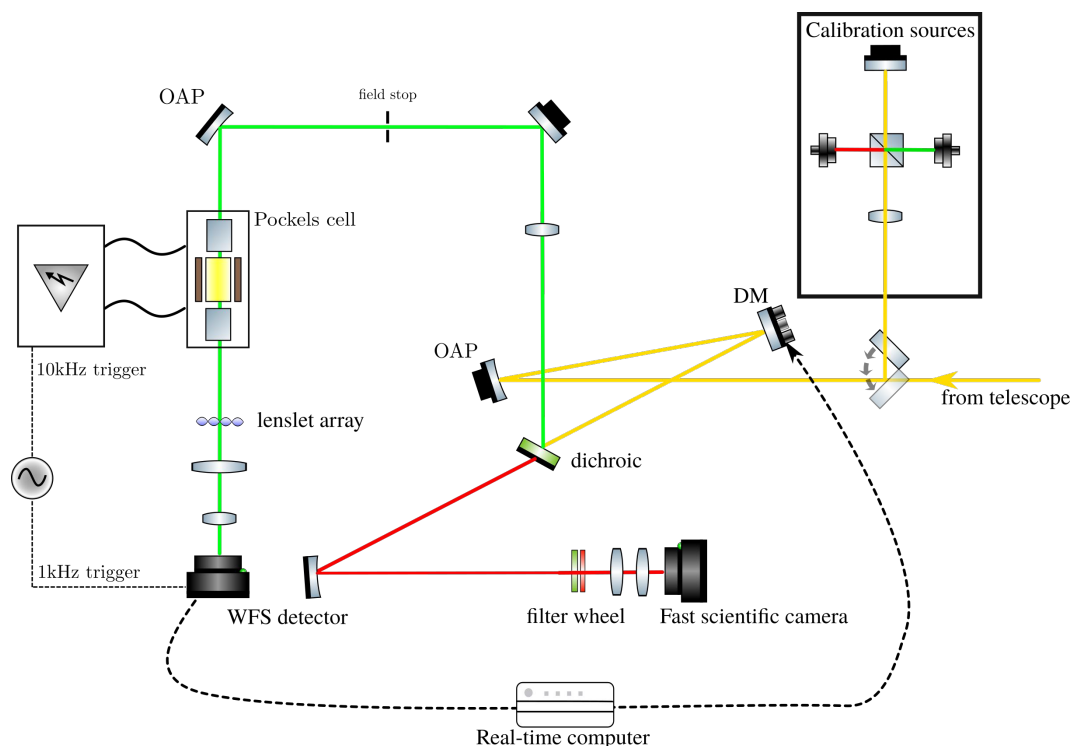 Calibration sources
OAP
field stop
Pockels cell
DM
OAP
10kHz trigger
from telescope
lenslet array
dichroic
1kHz trigger
WFS detector
filter wheel
Fast scientific camera
Real-time computer